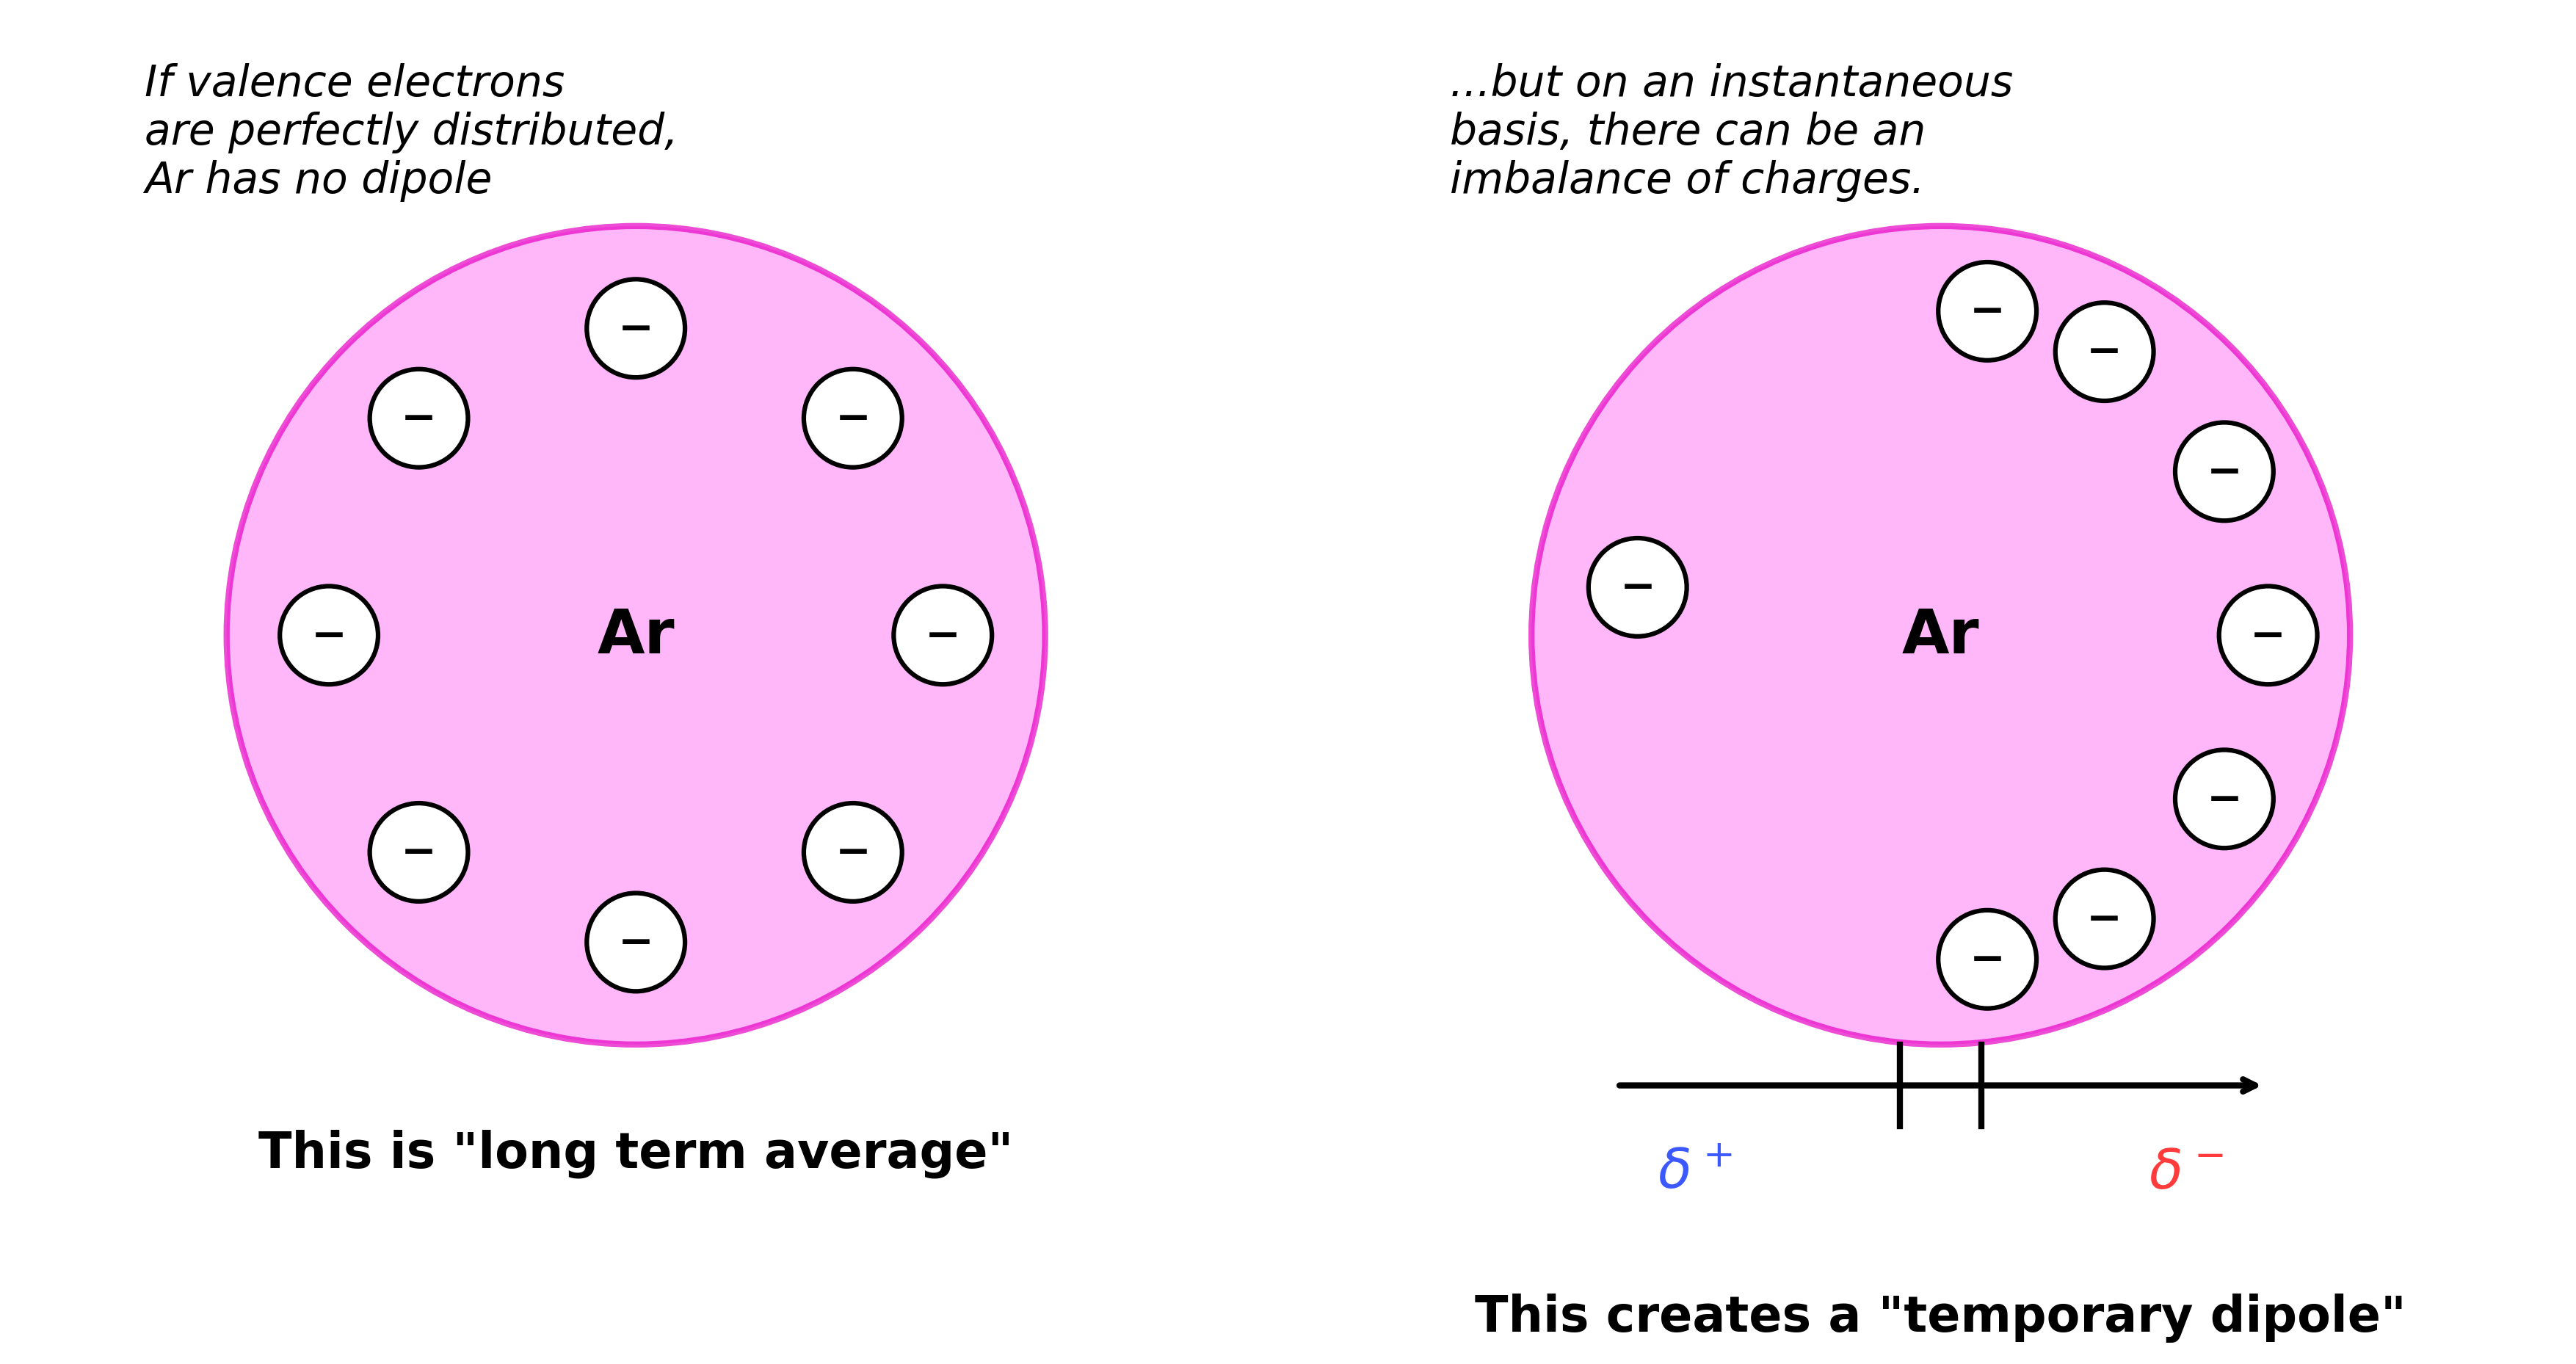 If valence electrons
are perfectly distributed,
Ar has no dipole
−
−
−
−
Ar
−
−
−
−
This is "long term average"
...but on an instantaneous
basis, there can be an
imbalance of charges.
−
−
−
−
Ar
−
−
−
−
δ⁺
δ⁻
This creates a "temporary dipole"